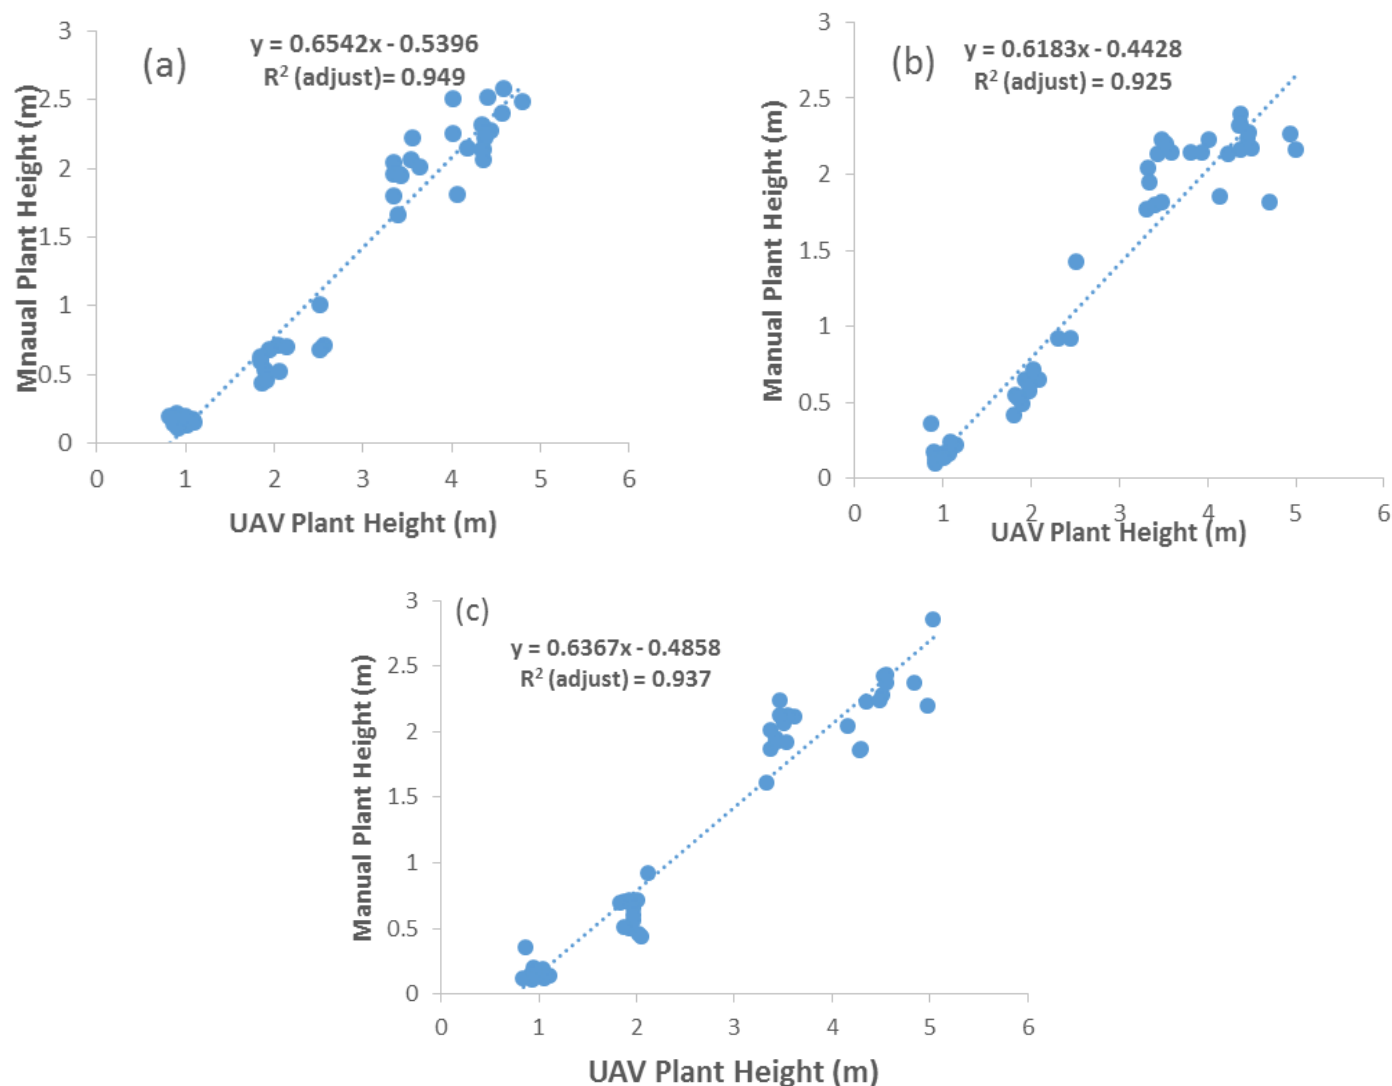 (a)
y = 0.6542x - 0.5396
R² (adjust)= 0.949
Mnaual Plant Height (m)
3
2.5
2
1.5
1
0.5
0
0 1 2 3 4 5 6
UAV Plant Height (m)
(b)
y = 0.6183x - 0.4428
R² (adjust) = 0.925
Manual Plant Height (m)
3
2.5
2
1.5
1
0.5
0
0 1 2 3 4 5 6
UAV Plant Height (m)
(c)
y = 0.6367x - 0.4858
R² (adjust) = 0.937
Manual Plant Height (m)
3
2.5
2
1.5
1
0.5
0
0 1 2 3 4 5 6
UAV Plant Height (m)